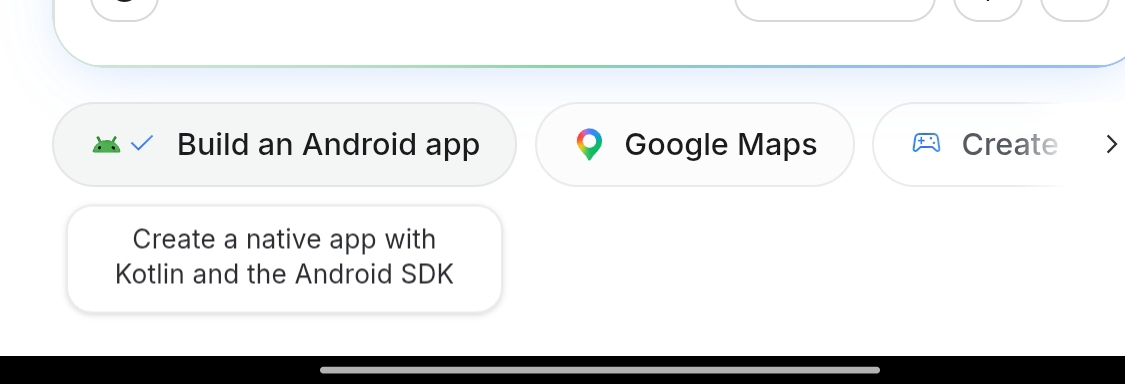 Build an Android app
Google Maps
Create
Create a native app with
Kotlin and the Android SDK